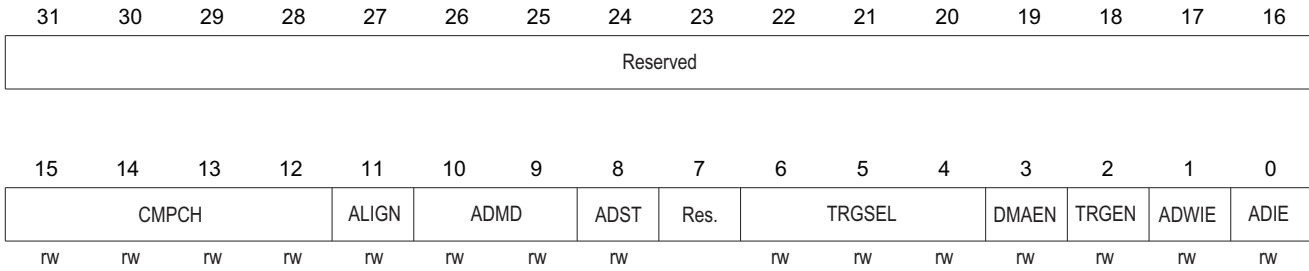 31 30 29 28 27 26 25 24 23 22 21 20 19 18 17 16
Reserved
15 14 13 12 11 10 9 8 7 6 5 4 3 2 1 0
CMPCH ALIGN ADMD ADST Res. TRGSEL DMAEN TRGEN ADWIE ADIE
rw rw rw rw rw rw rw rw rw rw rw rw rw rw rw